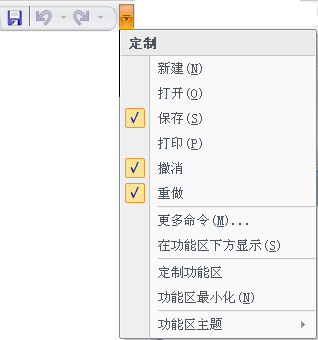 定制
新建(N)
打开(O)
保存(S)
打印(P)
撤消
重做
更多命令(M)...
在功能区下方显示(S)
定制功能区
功能区最小化(N)
功能区主题